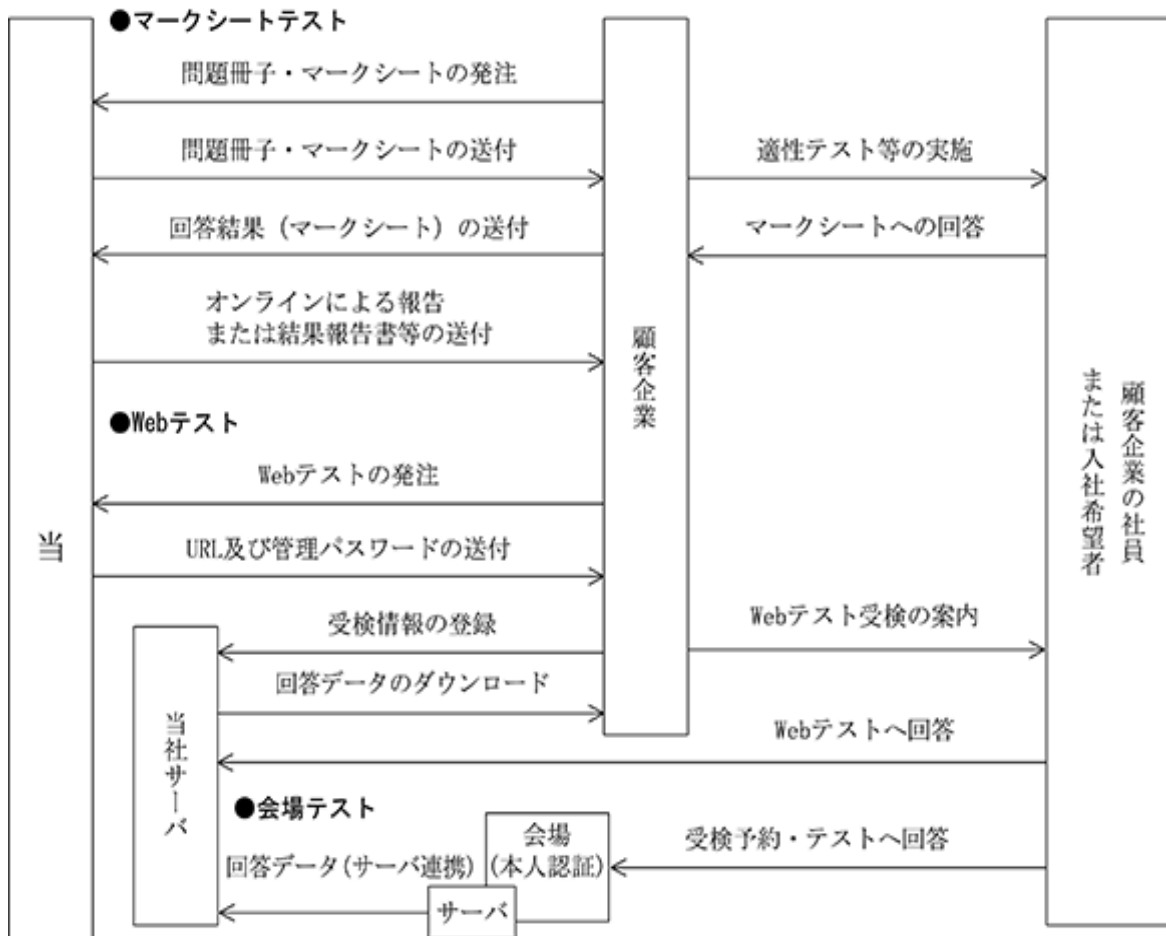 ●マークシートテスト
問題冊子・マークシートの発注
問題冊子・マークシートの送付
適性テスト等の実施
回答結果（マークシート）の送付
マークシートへの回答
オンラインによる報告
または結果報告書等の送付
顧客企業
顧客企業の社員
または入社希望者
●Webテスト
Webテストの発注
当
URL及び管理パスワードの送付
受検情報の登録
Webテスト受検の案内
回答データのダウンロード
当社サーバ
Webテストへ回答
●会場テスト
会場
(本人認証)
受検予約・テストへ回答
回答データ(サーバ連携)
サーバ